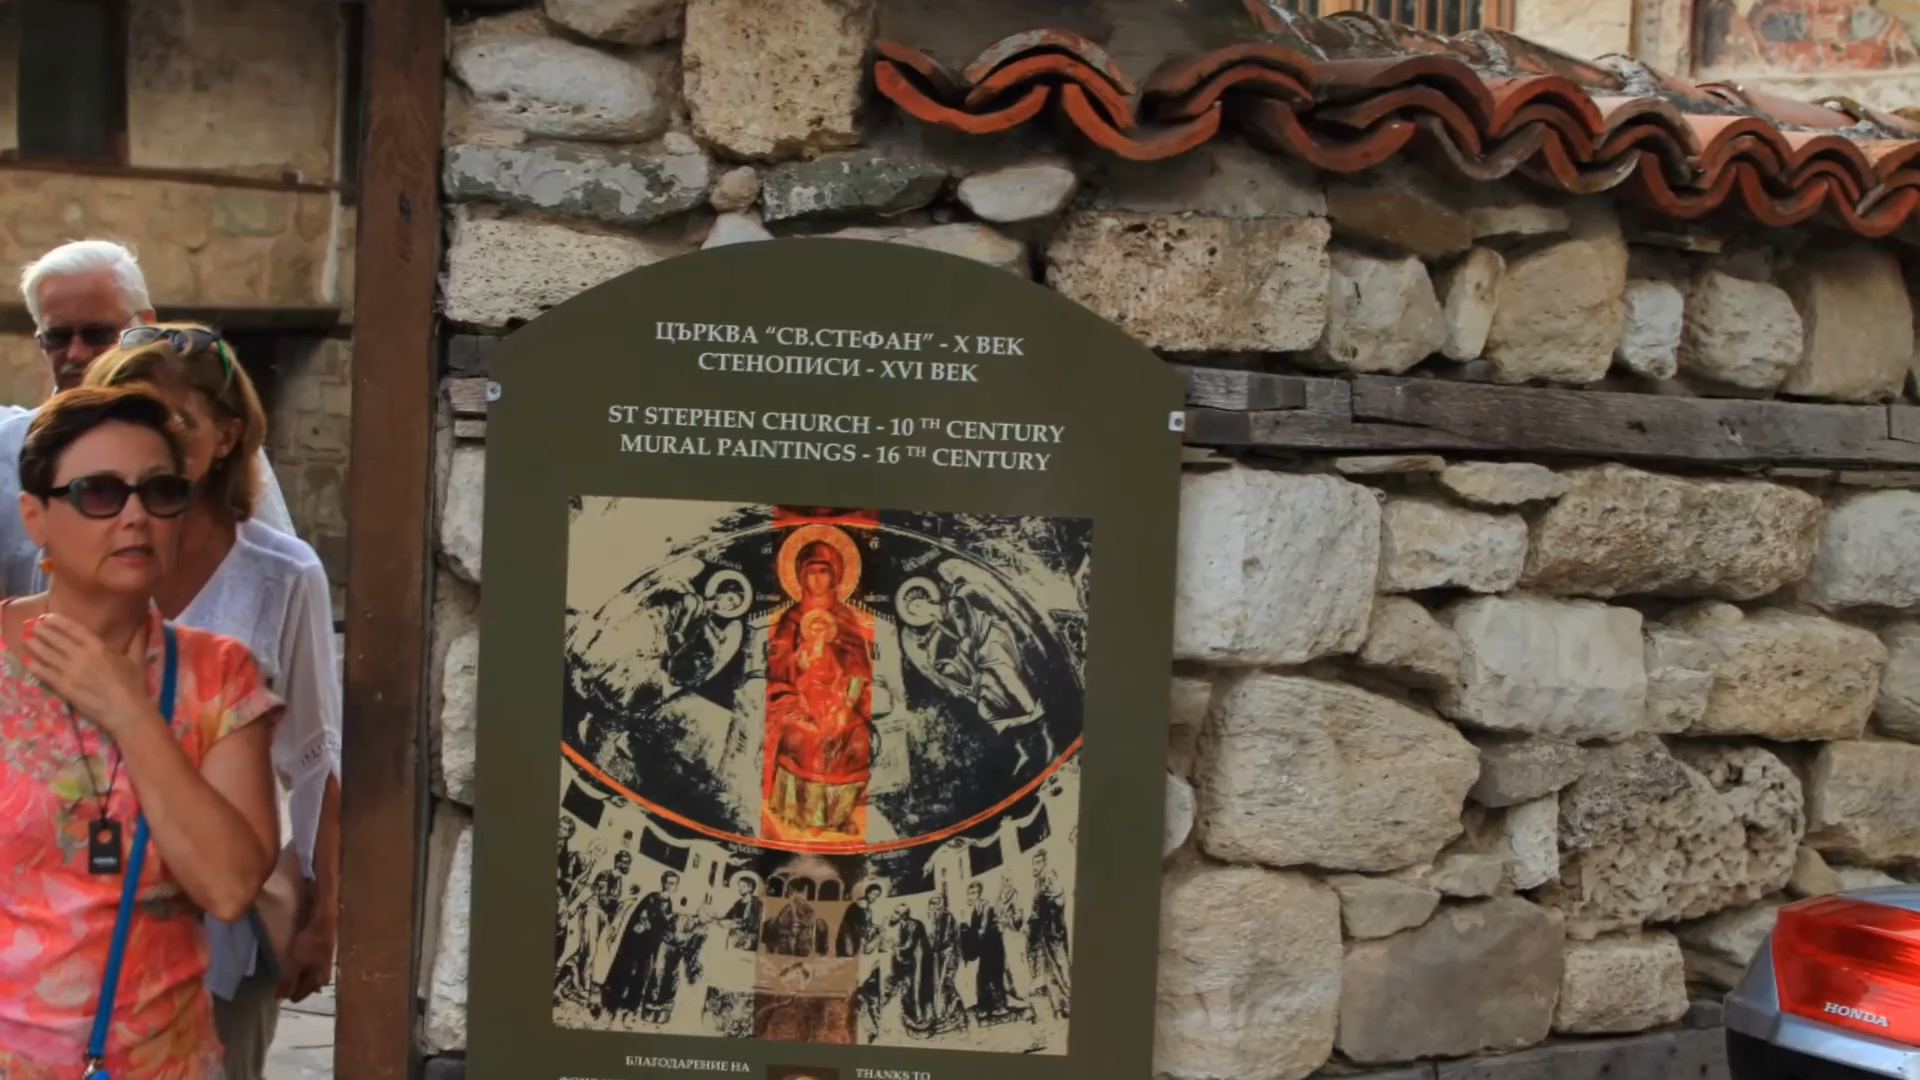 ЦЪРКВА “СВ.СТЕФАН” - X ВЕК
СТЕНОПИСИ - XVI ВЕК
ST STEPHEN CHURCH - 10 TH CENTURY
MURAL PAINTINGS - 16 TH CENTURY
БЛАГОДАРЕНИЕ НА
THANKS TO
HONDA